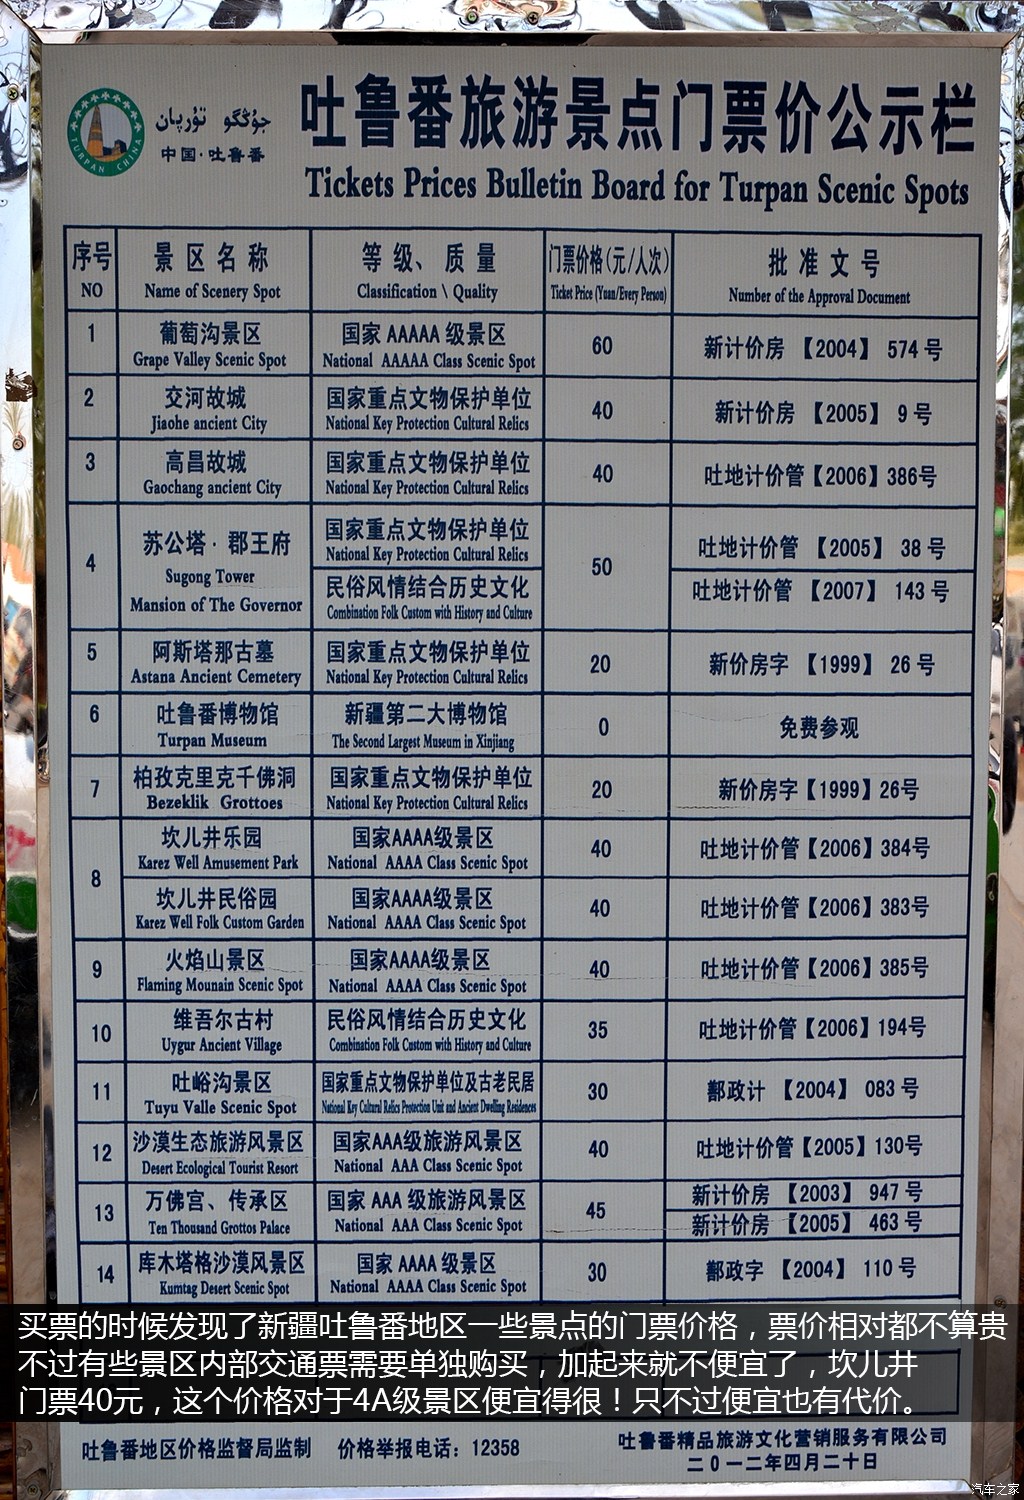 吐鲁番旅游景点门票价公示栏
Tickets Prices Bulletin Board for Turpan Scenic Spots
TURPAN CHINA
جۇڭگو تۇرپان
中国·吐鲁番
序号 景区名称 等级、质量 门票价格(元/人次) 批准文号
NO Name of Scenery Spot Classification \ Quality Ticket Price (Yuan/Every Person) Number of the Approval Document
1 葡萄沟景区 国家 AAAAA 级景区 60 新计价房 【2004】 574 号
Grape Valley Scenic Spot National AAAAA Class Scenic Spot
2 交河故城 国家重点文物保护单位 40 新计价房 【2005】 9 号
Jiaohe ancient City National Key Protection Cultural Relics
3 高昌故城 国家重点文物保护单位 40 吐地计价管【2006】386号
Gaochang ancient City National Key Protection Cultural Relics
4 苏公塔·郡王府 国家重点文物保护单位 50 吐地计价管 【2005】 38 号
Sugong Tower National Key Protection Cultural Relics
Mansion of The Governor 民俗风情结合历史文化 吐地计价管 【2007】 143 号
Combination Folk Custom with History and Culture
5 阿斯塔那古墓 国家重点文物保护单位 20 新价房字 【1999】 26 号
Astana Ancient Cemetery National Key Protection Cultural Relics
6 吐鲁番博物馆 新疆第二大博物馆 0 免费参观
Turpan Museum The Second Largest Museum in Xinjiang
7 柏孜克里克千佛洞 国家重点文物保护单位 20 新价房字【1999】26号
Bezeklik Grottoes National Key Protection Cultural Relics
8 坎儿井乐园 国家AAAA级景区 40 吐地计价管【2006】384号
Karez Well Amusement Park National AAAA Class Scenic Spot
坎儿井民俗园 国家AAAA级景区 40 吐地计价管【2006】383号
Karez Well Folk Custom Garden National AAAA Class Scenic Spot
9 火焰山景区 国家AAAA级景区 40 吐地计价管【2006】385号
Flaming Mounain Scenic Spot National AAAA Class Scenic Spot
10 维吾尔古村 民俗风情结合历史文化 35 吐地计价管【2006】194号
Uygur Ancient Village Combination Folk Custom with History and Culture
11 吐峪沟景区 国家重点文物保护单位及古老民居 30 鄯政计 【2004】 083 号
Tuyu Valle Scenic Spot National Key Cultural Relics Protection Unit and Ancient Dwelling Residences
12 沙漠生态旅游风景区 国家AAA级旅游风景区 40 吐地计价管【2005】130号
Desert Ecological Tourist Resort National AAA Class Scenic Spot
13 万佛宫、传承区 国家 AAA 级旅游风景区 45 新计价房 【2003】 947 号
Ten Thousand Grottos Palace National AAA Class Scenic Spot 新计价房 【2005】 463 号
14 库木塔格沙漠风景区 国家 AAAA 级景区 30 鄯政字 【2004】 110 号
Kumtag Desert Scenic Spot National AAAA Class Scenic Spot
买票的时候发现了新疆吐鲁番地区一些景点的门票价格，票价相对都不算贵
不过有些景区内部交通票需要单独购买，加起来就不便宜了，坎儿井
门票40元，这个价格对于4A级景区便宜得很！只不过便宜也有代价。
吐鲁番地区价格监督局监制 价格举报电话：12358
吐鲁番精品旅游文化营销服务有限公司
二0一二年四月二十日
汽车之家